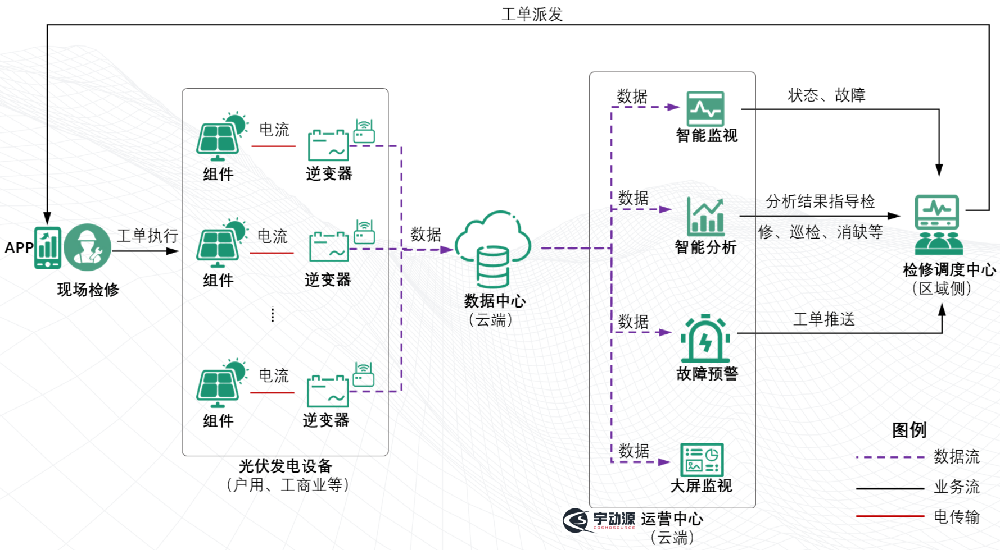 工单派发
APP
现场检修
工单执行
电流
组件
逆变器
电流
组件
逆变器
电流
组件
逆变器
光伏发电设备
（户用、工商业等）
数据
数据中心
（云端）
数据
智能监视
数据
智能分析
数据
故障预警
数据
大屏监视
宇动源
COSMOSOURCE
运营中心
（云端）
状态、故障
分析结果指导检
修、巡检、消缺等
工单推送
检修调度中心
（区域侧）
图例
数据流
业务流
电传输